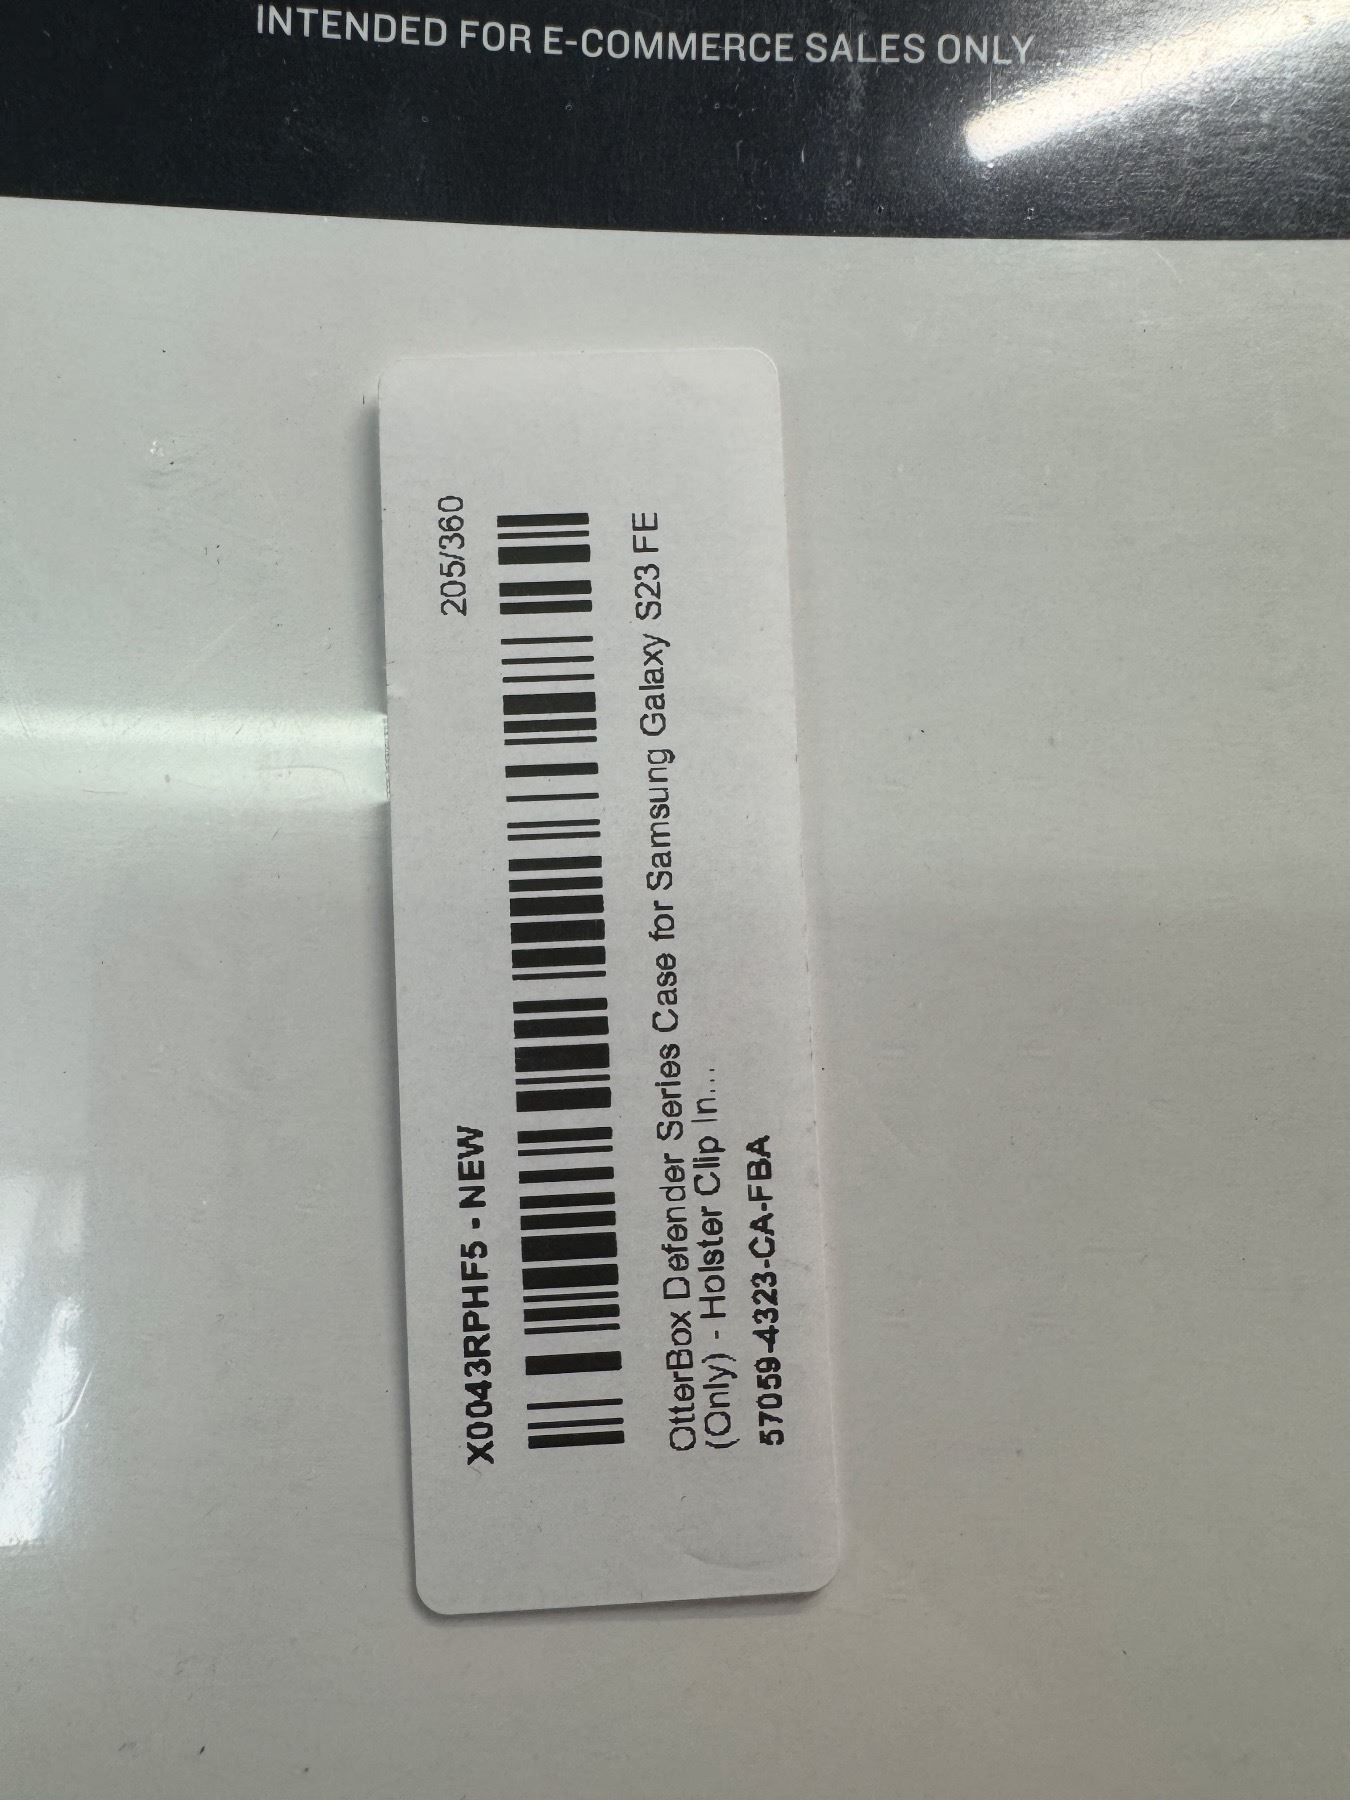 INTENDED FOR E-COMMERCE SALES ONLY
X0043RPHF5 - NEW
205/360
OtterBox Defender Series Case for Samsung Galaxy S23 FE
(Only) - Holster Clip In...
57059-4323-CA-FBA